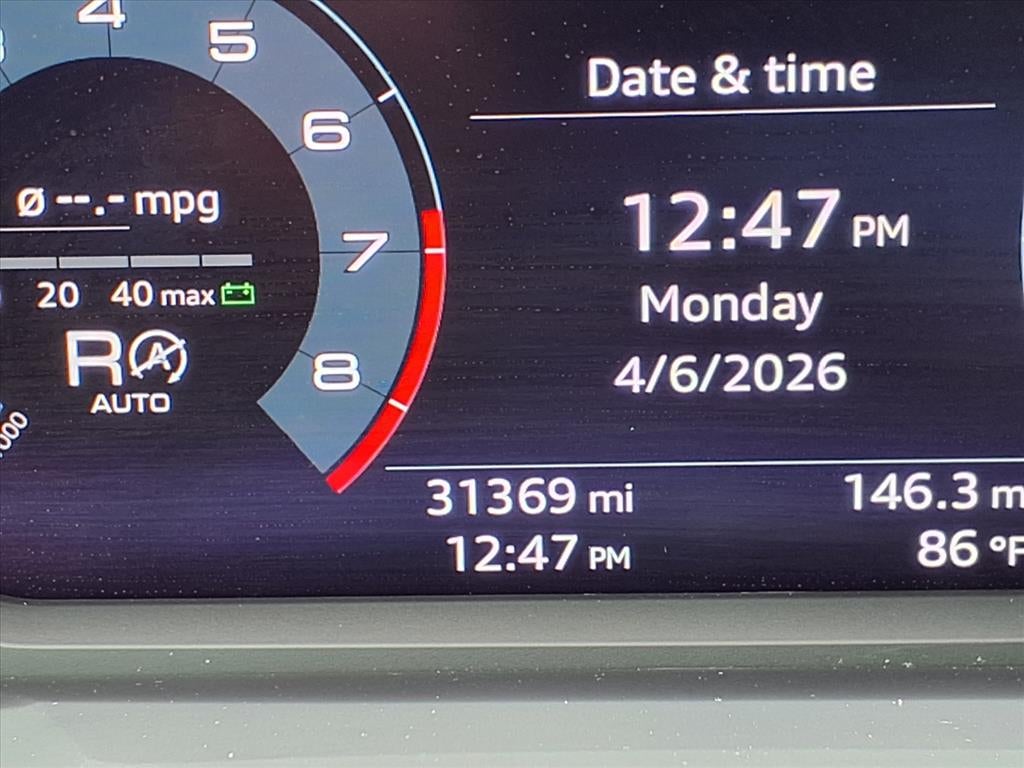 4
5
6
7
8
Date & time
12:47 PM
Monday
4/6/2026
Ø --.- mpg
20 40 max
R A
AUTO
31369 mi
12:47 PM
146.3 m
86 °F